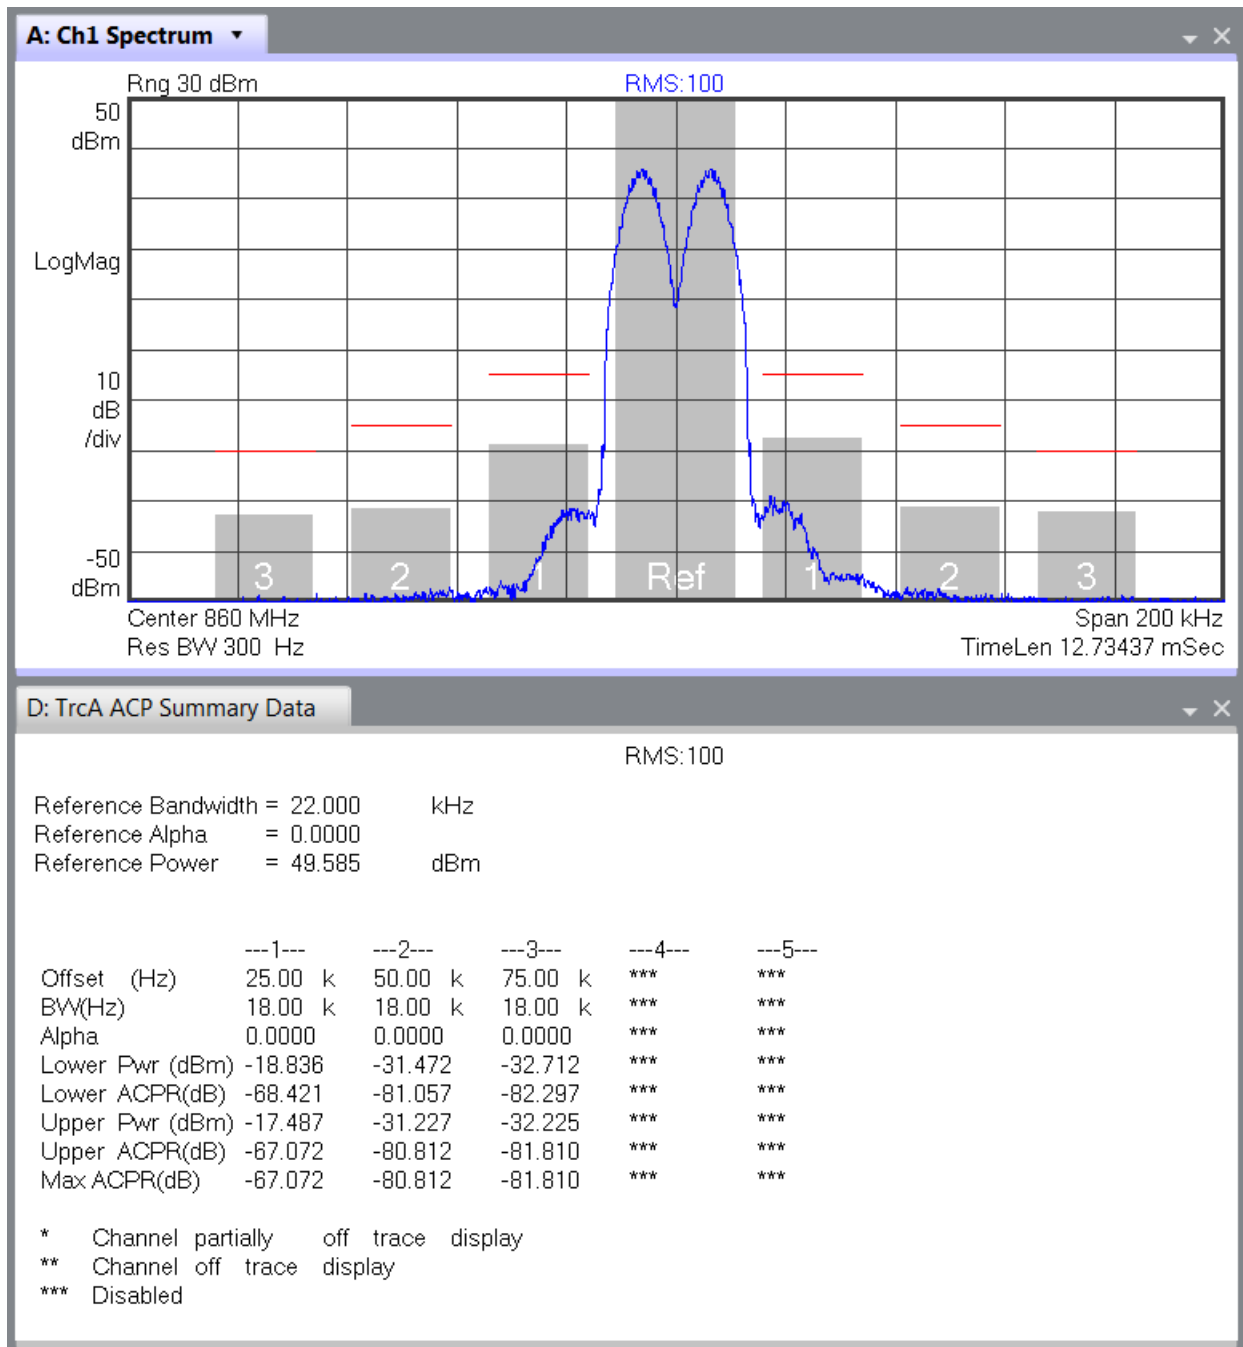 A: Ch1 Spectrum
Rng 30 dBm RMS:100
50
dBm
LogMag
10
dB
/div
-50
dBm
3 2 1 Ref 1 2 3
Center 860 MHz Span 200 kHz
Res BW 300 Hz TimeLen 12.73437 mSec
D: TrcA ACP Summary Data
RMS:100
Reference Bandwidth = 22.000 kHz
Reference Alpha = 0.0000
Reference Power = 49.585 dBm
---1--- ---2--- ---3--- ---4--- ---5---
Offset (Hz) 25.00 k 50.00 k 75.00 k *** ***
BW(Hz) 18.00 k 18.00 k 18.00 k *** ***
Alpha 0.0000 0.0000 0.0000 *** ***
Lower Pwr (dBm) -18.836 -31.472 -32.712 *** ***
Lower ACPR(dB) -68.421 -81.057 -82.297 *** ***
Upper Pwr (dBm) -17.487 -31.227 -32.225 *** ***
Upper ACPR(dB) -67.072 -80.812 -81.810 *** ***
Max ACPR(dB) -67.072 -80.812 -81.810 *** ***
* Channel partially off trace display
** Channel off trace display
*** Disabled